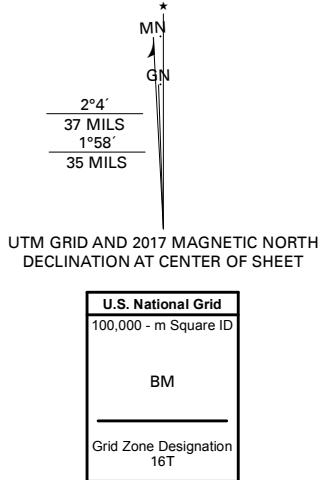 MN
GN
2°4´
37 MILS
1°58´
35 MILS
UTM GRID AND 2017 MAGNETIC NORTH
DECLINATION AT CENTER OF SHEET
U.S. National Grid
100,000 - m Square ID
BM
Grid Zone Designation
16T